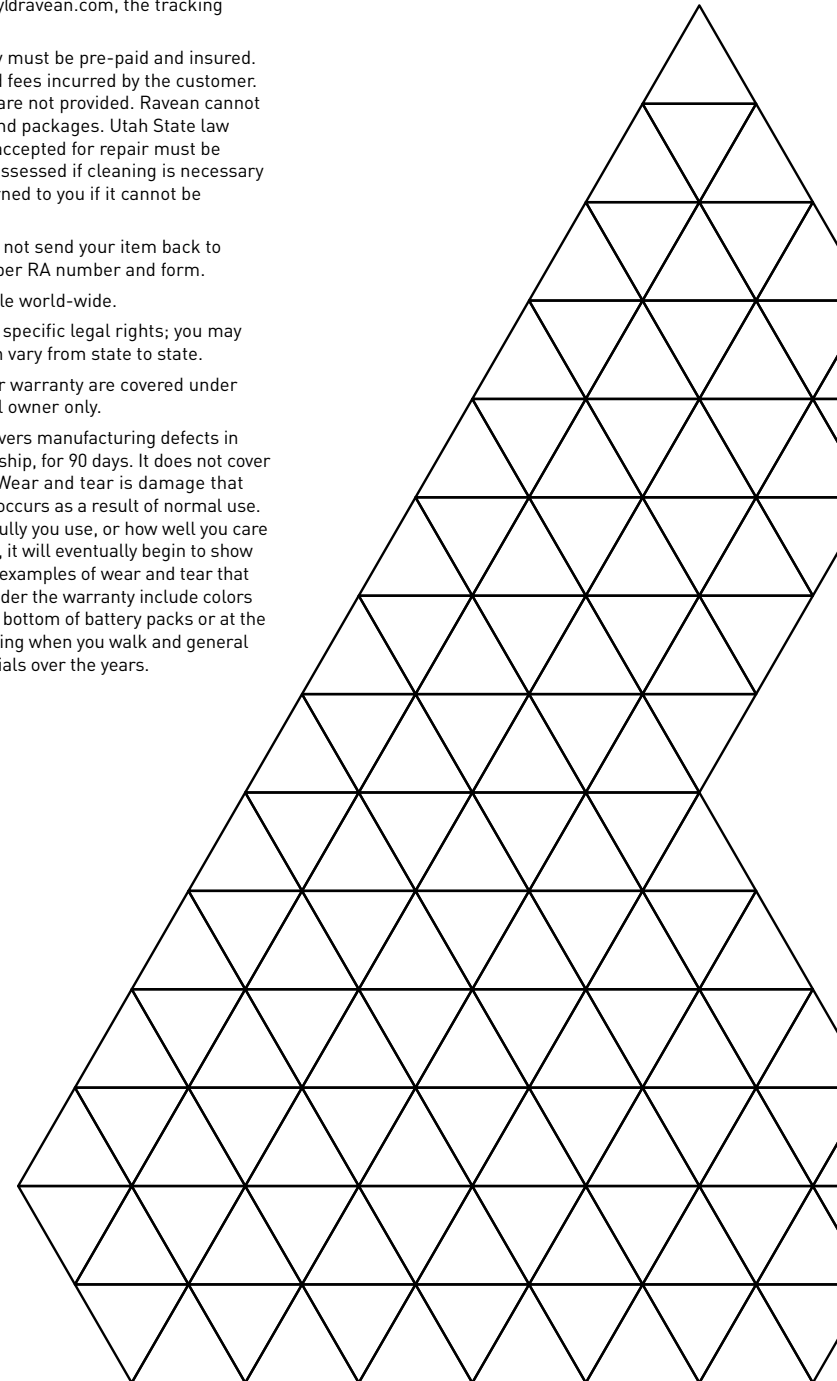 yldravean.com, the tracking
y must be pre-paid and insured.
d fees incurred by the customer.
are not provided. Ravean cannot
nd packages. Utah State law
accepted for repair must be
ssessed if cleaning is necessary
rned to you if it cannot be
not send your item back to
per RA number and form.
le world-wide.
specific legal rights; you may
h vary from state to state.
r warranty are covered under
l owner only.
vers manufacturing defects in
ship, for 90 days. It does not cover
Wear and tear is damage that
occurs as a result of normal use.
fully you use, or how well you care
, it will eventually begin to show
examples of wear and tear that
der the warranty include colors
bottom of battery packs or at the
ing when you walk and general
ials over the years.